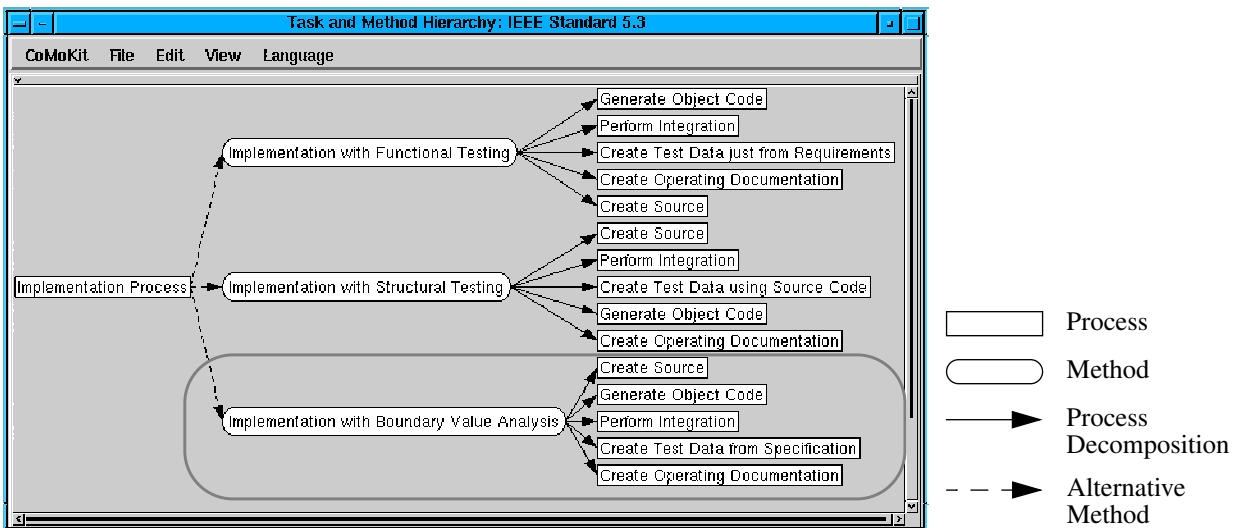 Task and Method Hierarchy: IEEE Standard 5.3
CoMoKit File Edit View Language
Generate Object Code
Perform Integration
Implementation with Functional Testing
Create Test Data just from Requirements
Create Operating Documentation
Create Source
Create Source
Perform Integration
Implementation Process
Implementation with Structural Testing
Create Test Data using Source Code
Generate Object Code
Create Operating Documentation
Create Source
Generate Object Code
Implementation with Boundary Value Analysis
Perform Integration
Create Test Data from Specification
Create Operating Documentation
Process
Method
Process
Decomposition
Alternative
Method